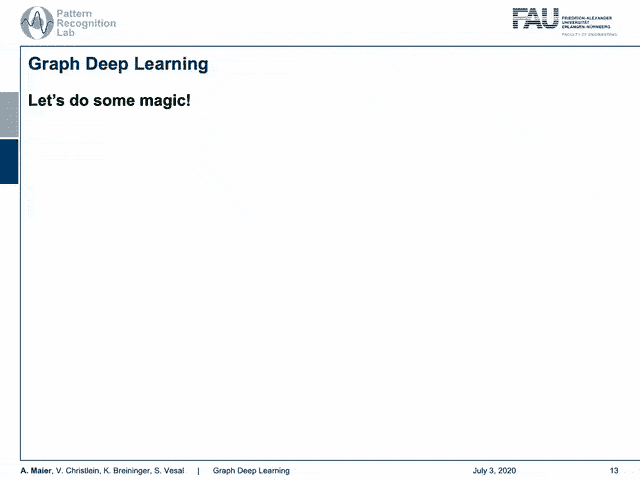 Pattern
Recognition
Lab
FAU
FRIEDRICH-ALEXANDER
UNIVERSITÄT
ERLANGEN-NÜRNBERG
FACULTY OF ENGINEERING
Graph Deep Learning
Let's do some magic!
A. Maier, V. Christlein, K. Breininger, S. Vesal | Graph Deep Learning July 3, 2020 13